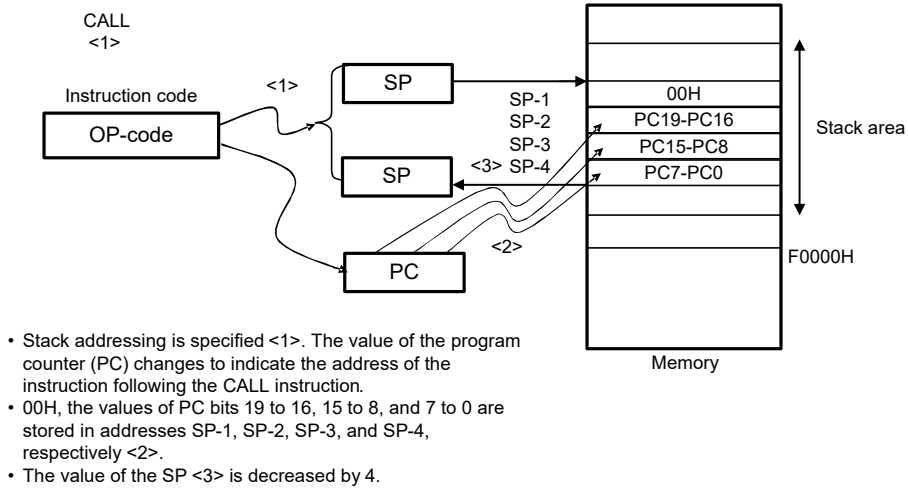 CALL
<1>
<1>
Instruction code
OP-code
SP
SP
PC
SP-1
SP-2
SP-3
<3> SP-4
<2>
00H
PC19-PC16
PC15-PC8
PC7-PC0
Stack area
F0000H
Memory
• Stack addressing is specified <1>. The value of the program
counter (PC) changes to indicate the address of the
instruction following the CALL instruction.
• 00H, the values of PC bits 19 to 16, 15 to 8, and 7 to 0 are
stored in addresses SP-1, SP-2, SP-3, and SP-4,
respectively <2>.
• The value of the SP <3> is decreased by 4.